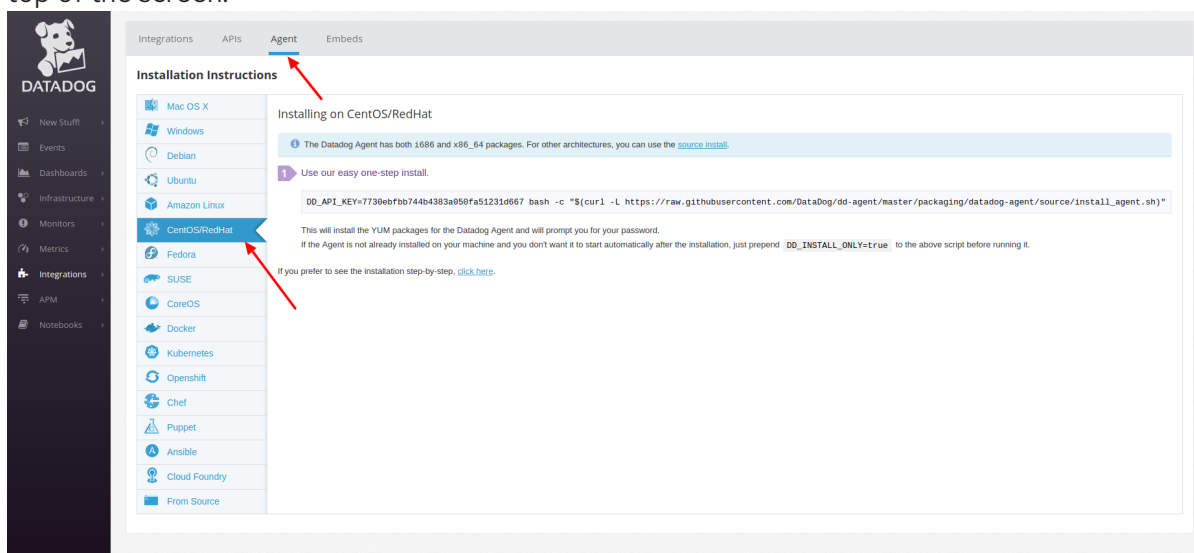 top of the screen.
DATADOG
New Stuff!
Events
Dashboards
Infrastructure
Monitors
Metrics
Integrations
APM
Notebooks
Integrations APIs Agent Embeds
Installation Instructions
Mac OS X
Windows
Debian
Ubuntu
Amazon Linux
CentOS/RedHat
Fedora
SUSE
CoreOS
Docker
Kubernetes
Openshift
Chef
Puppet
Ansible
Cloud Foundry
From Source
Installing on CentOS/RedHat
The Datadog Agent has both i686 and x86_64 packages. For other architectures, you can use the source install.
1 Use our easy one-step install.
DD_API_KEY=7730ebfbb744b4383a050fa51231d667 bash -c "$(curl -L https://raw.githubusercontent.com/DataDog/dd-agent/master/packaging/datadog-agent/source/install_agent.sh)"
This will install the YUM packages for the Datadog Agent and will prompt you for your password.
If the Agent is not already installed on your machine and you don't want it to start automatically after the installation, just prepend DD_INSTALL_ONLY=true to the above script before running it.
If you prefer to see the installation step-by-step, click here.